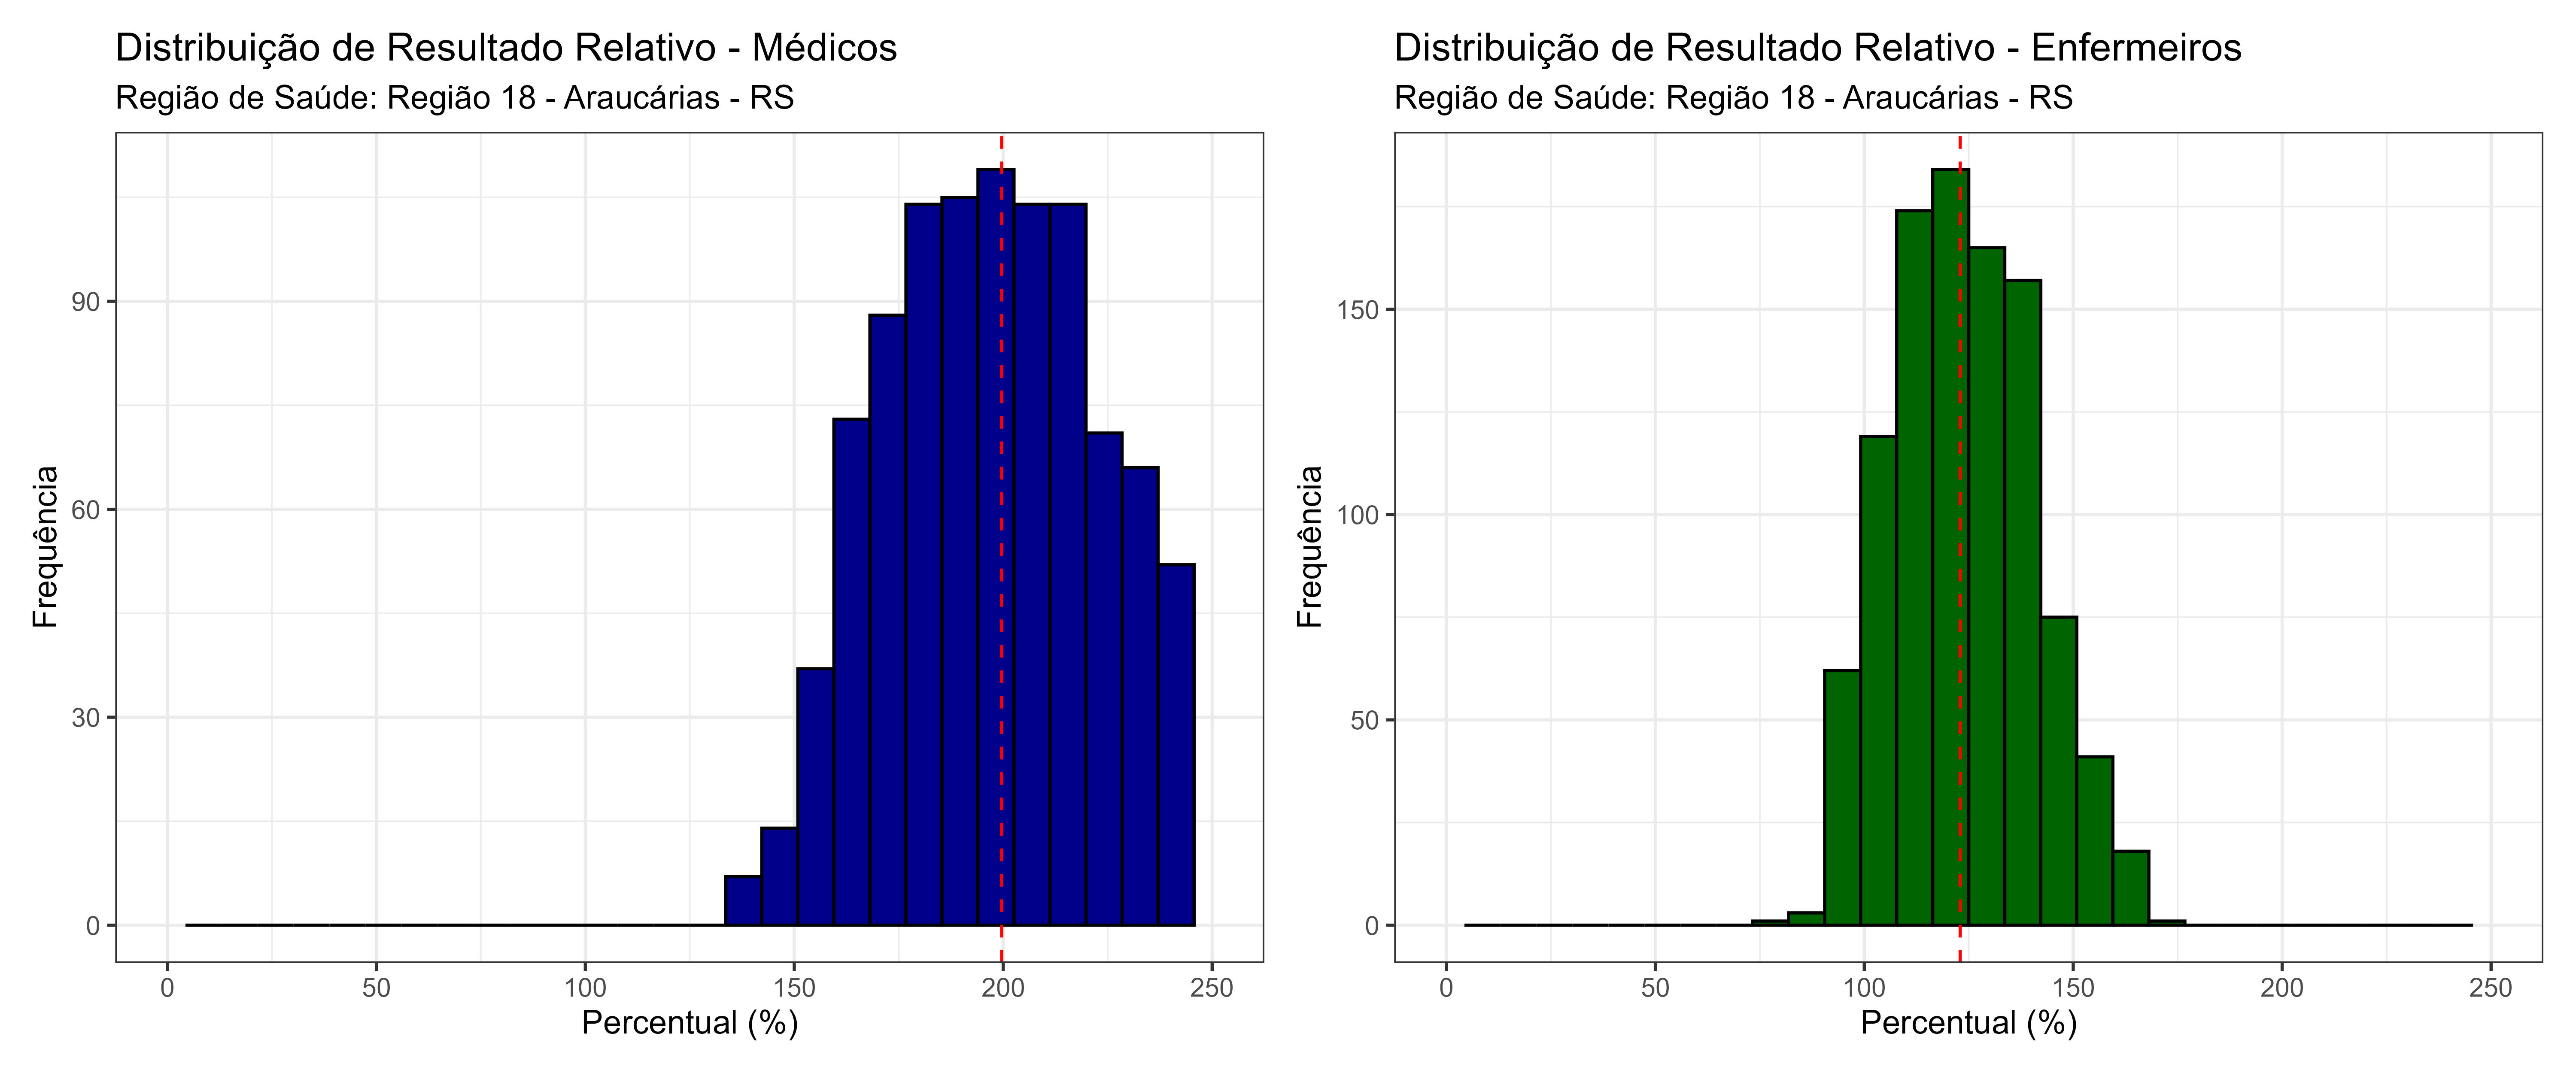 Distribuição de Resultado Relativo - Médicos
Região de Saúde: Região 18 - Araucárias - RS
Frequência
90
60
30
0
0 50 100 150 200 250
Percentual (%)
Distribuição de Resultado Relativo - Enfermeiros
Região de Saúde: Região 18 - Araucárias - RS
Frequência
150
100
50
0
0 50 100 150 200 250
Percentual (%)